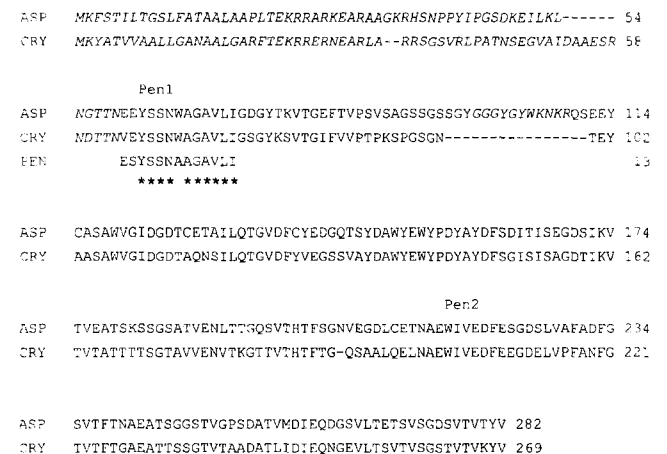 ASP MKFSTILTGSLFATAALAAPLTEKRRARKEARAAGKRHSNPPYIPGSDKEILKL------ 54
CRY MKYATVVAALLGANAALGARFTEKRRERNEARLA--RRSGSVRLPATNSEGVAIDAAESR 58
Pen1
ASP NGTTNEEYSSNWAGAVLIGDGYTKVTGEFTVPSVSAGSSGSSGYGGGYGYWKNKRQSEEY 114
CRY NDTTNVEYSSNWAGAVLIGSGYKSVTGIFVVPTPKSPGSGN---------------TEY 102
PEN ESYSSNAAGAVLI 13
**** ******
ASP CASAWVGIDGDTCETAILQTGVDFCYEDGQTSYDAWYEWYPDYAYDFSDITISEGDSIKV 174
CRY AASAWVGIDGDTAQNSILQTGVDFYVEGSSVAYDAWYEWYPDYAYDFSGISISAGDTIKV 162
Pen2
ASP TVEATSKSSGSATVENLTTGQSVTHTFSGNVEGDLCETNAEWIVEDFESGDSLVAFADFG 234
CRY TVTATTTTSGTAVVENVTKGTTVTHTFTG-QSAALQELNAEWIVEDFEEGDELVPFANFG 221
ASP SVTFTNAEATSGGSTVGPSDATVMDIEQDGSVLTETSVSGDSVTVTYV 282
CRY TVTFTGAEATTSSGTVTAADATLIDIEQNGEVLTSVTVSGSTVTVKYV 269